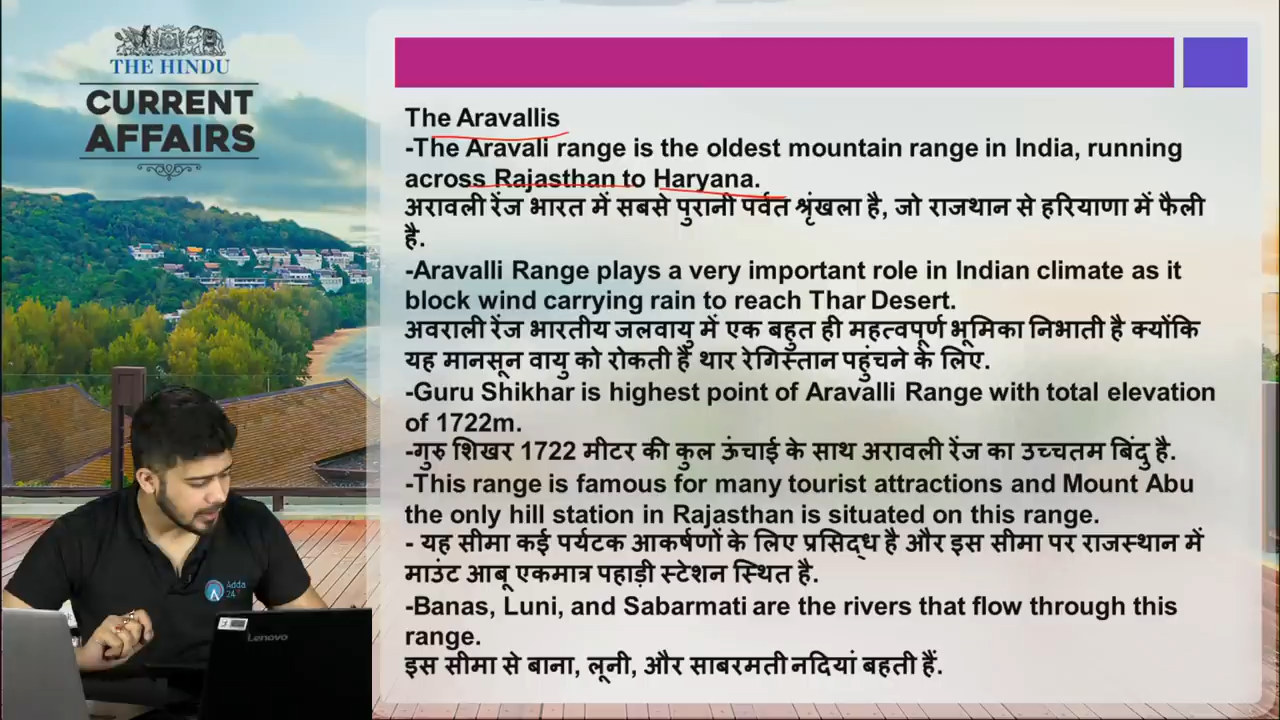 THE HINDU
CURRENT
AFFAIRS
The Aravallis
-The Aravali range is the oldest mountain range in India, running
across Rajasthan to Haryana.
अरावली रेंज भारत में सबसे पुरानी पर्वत श्रृंखला है, जो राजथान से हरियाणा में फैली
है.
-Aravalli Range plays a very important role in Indian climate as it
block wind carrying rain to reach Thar Desert.
अवराली रेंज भारतीय जलवायु में एक बहुत ही महत्वपूर्ण भूमिका निभाती है क्योंकि
यह मानसून वायु को रोकती है थार रेगिस्तान पहुंचने के लिए.
-Guru Shikhar is highest point of Aravalli Range with total elevation
of 1722m.
-गुरु शिखर 1722 मीटर की कुल ऊंचाई के साथ अरावली रेंज का उच्चतम बिंदु है.
-This range is famous for many tourist attractions and Mount Abu
the only hill station in Rajasthan is situated on this range.
- यह सीमा कई पर्यटक आकर्षणों के लिए प्रसिद्ध है और इस सीमा पर राजस्थान में
माउंट आबू एकमात्र पहाड़ी स्टेशन स्थित है.
-Banas, Luni, and Sabarmati are the rivers that flow through this
range.
इस सीमा से बाना, लूनी, और साबरमती नदियां बहती हैं.
Adda
24
Lenovo